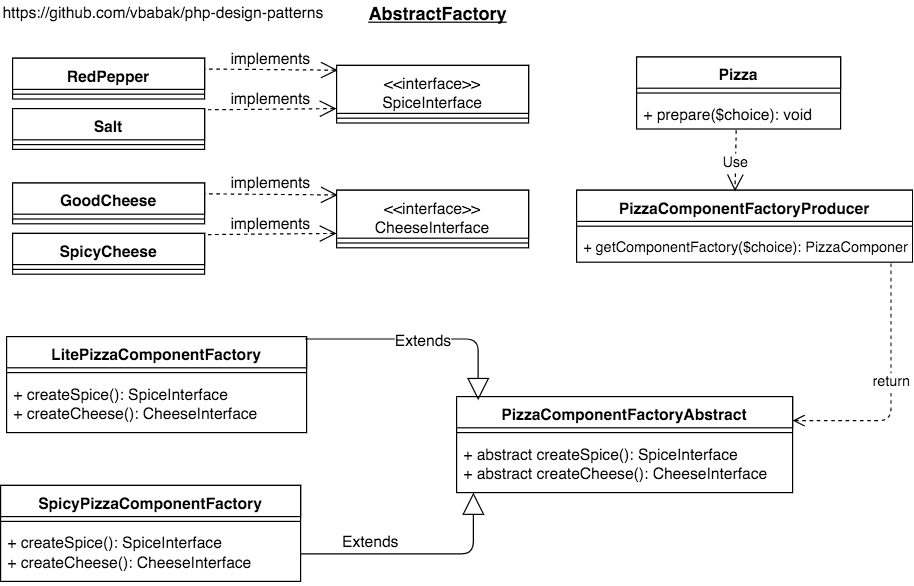 https://github.com/vbabak/php-design-patterns
AbstractFactory
RedPepper
implements
Salt
implements
<<interface>>
SpiceInterface
GoodCheese
implements
SpicyCheese
implements
<<interface>>
CheeseInterface
Pizza
+ prepare($choice): void
Use
PizzaComponentFactoryProducer
+ getComponentFactory($choice): PizzaComponer
return
LitePizzaComponentFactory
+ createSpice(): SpiceInterface
+ createCheese(): CheeseInterface
Extends
PizzaComponentFactoryAbstract
+ abstract createSpice(): SpiceInterface
+ abstract createCheese(): CheeseInterface
SpicyPizzaComponentFactory
+ createSpice(): SpiceInterface
+ createCheese(): CheeseInterface
Extends